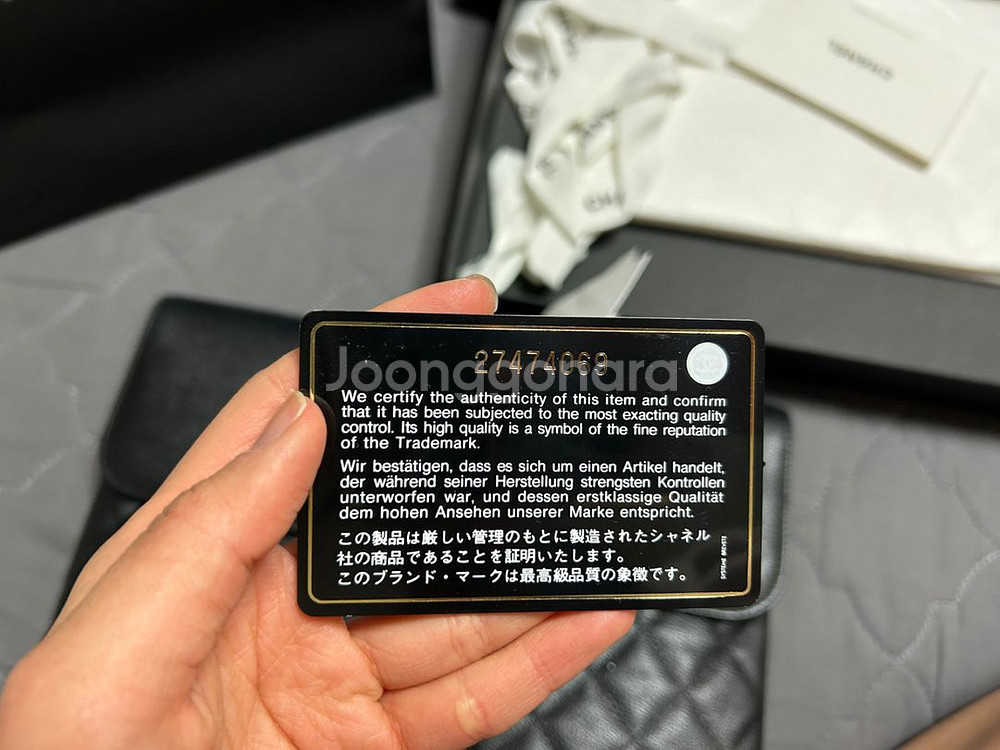 CHANEL
27474069
Joonggonara
We certify the authenticity of this item and confirm
that it has been subjected to the most exacting quality
control. Its high quality is a symbol of the fine reputation
of the Trademark.
Wir bestätigen, dass es sich um einen Artikel handelt,
der während seiner Herstellung strengsten Kontrollen
unterworfen war, und dessen erstklassige Qualität
dem hohen Ansehen unserer Marke entspricht.
この製品は厳しい管理のもとに製造されたシャネル
社の商品であることを証明いたします。
このブランド・マークは最高級品質の象徴です。